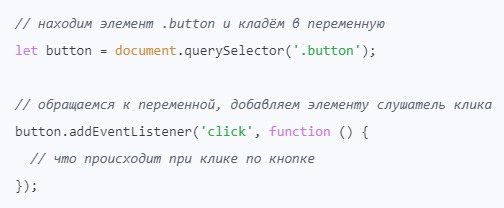 // находим элемент .button и кладём в переменную
let button = document.querySelector('.button');
// обращаемся к переменной, добавляем элементу слушатель клика
button.addEventListener('click', function () {
// что происходит при клике по кнопке
});